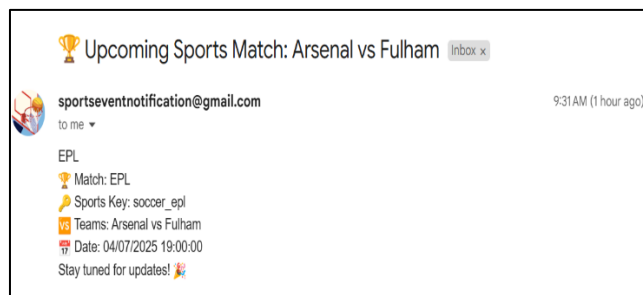 🏆 Upcoming Sports Match: Arsenal vs Fulham Inbox x
sportseventnotification@gmail.com 9:31 AM (1 hour ago)
to me ▼
EPL
🏆 Match: EPL
🔑 Sports Key: soccer_epl
🆚 Teams: Arsenal vs Fulham
📅 Date: 04/07/2025 19:00:00
Stay tuned for updates! 🎉